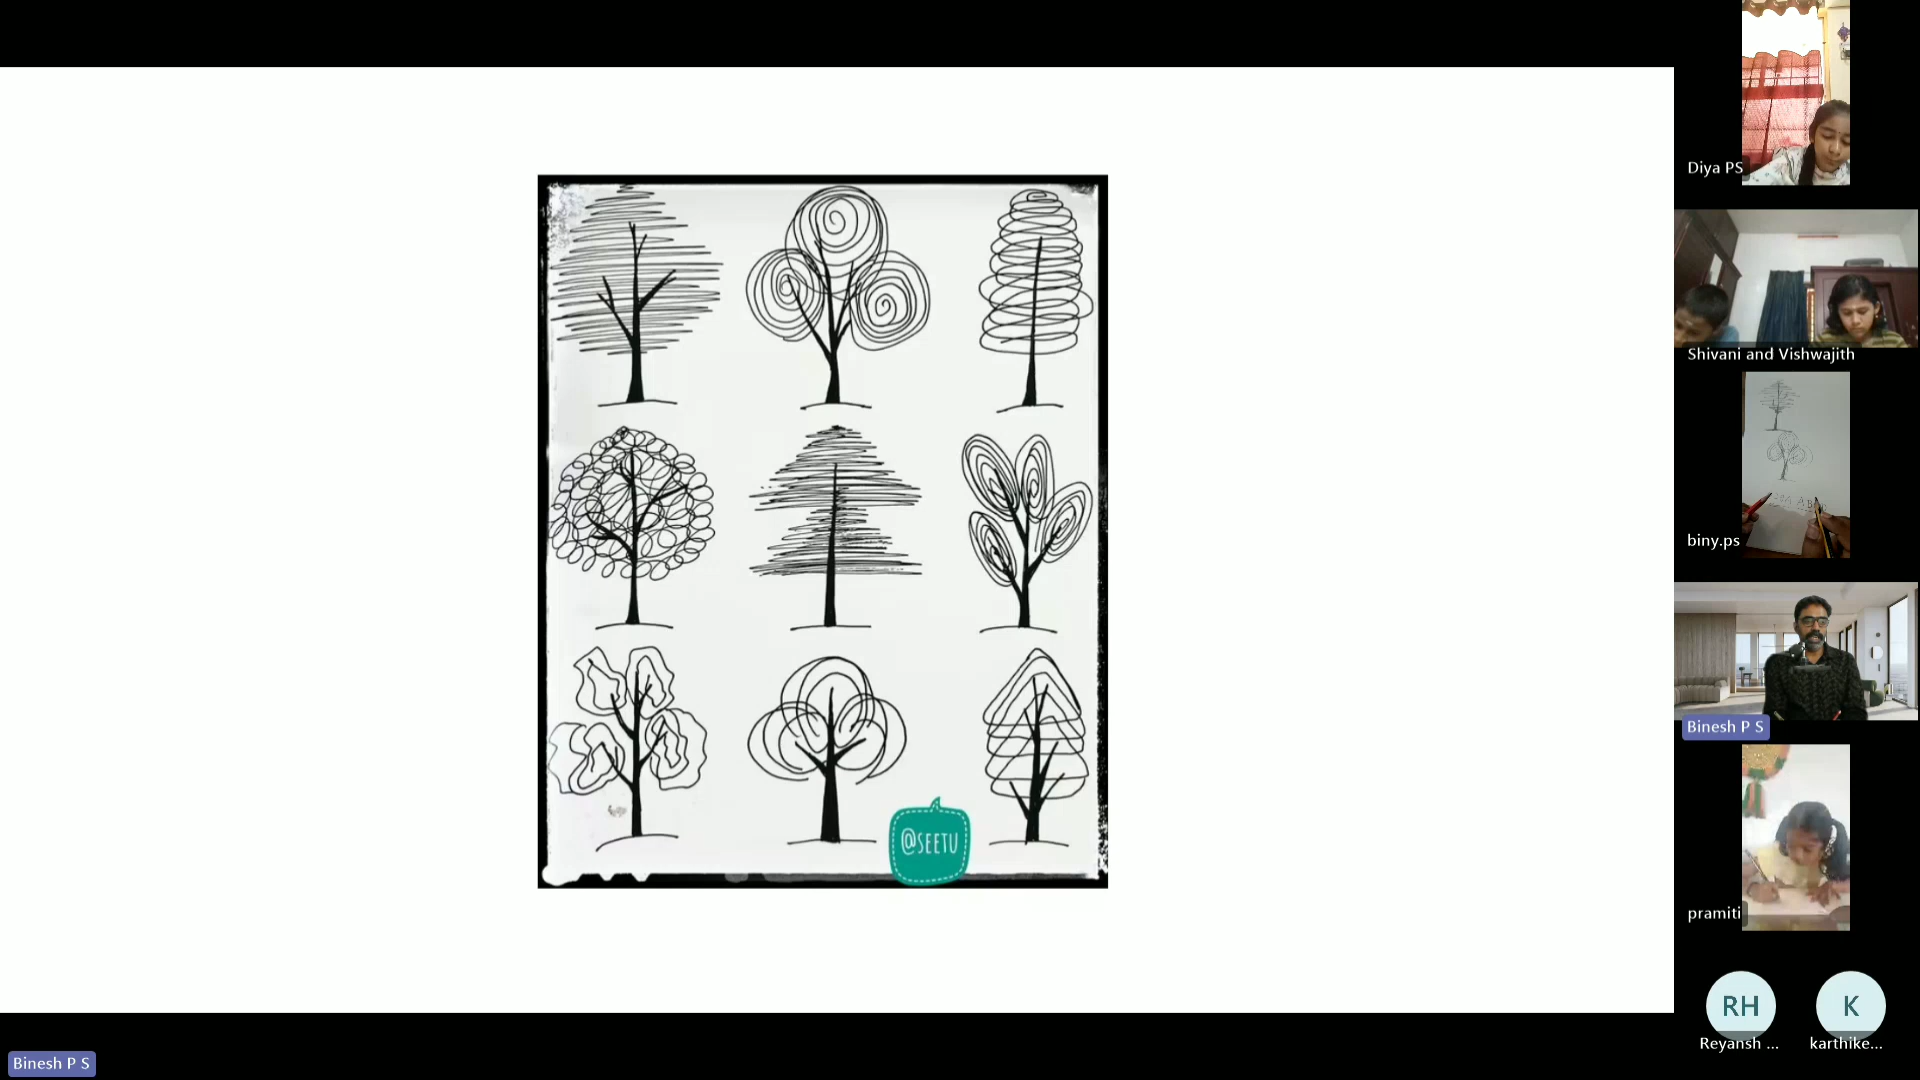 Diya PS
Shivani and Vishwajith
biny.ps
Binesh P S
pramiti
RH
K
Reyansh ...
karthike...
@SEETU
Binesh P S